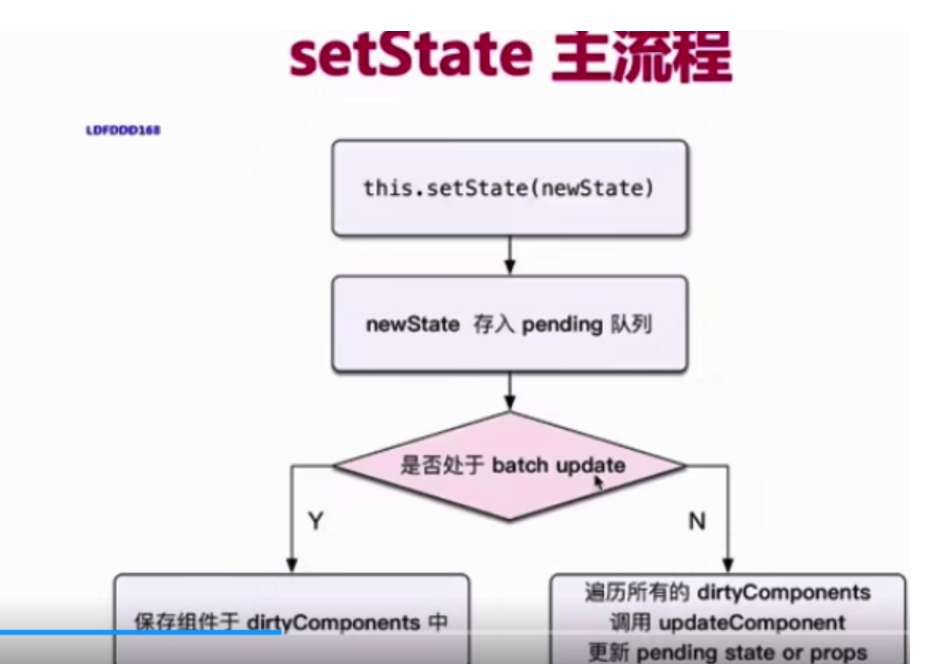 setState 主流程
LDFDDD168
this.setState(newState)
newState 存入 pending 队列
是否处于 batch update
Y
N
保存组件于 dirtyComponents 中
遍历所有的 dirtyComponents
调用 updateComponent
更新 pending state or props